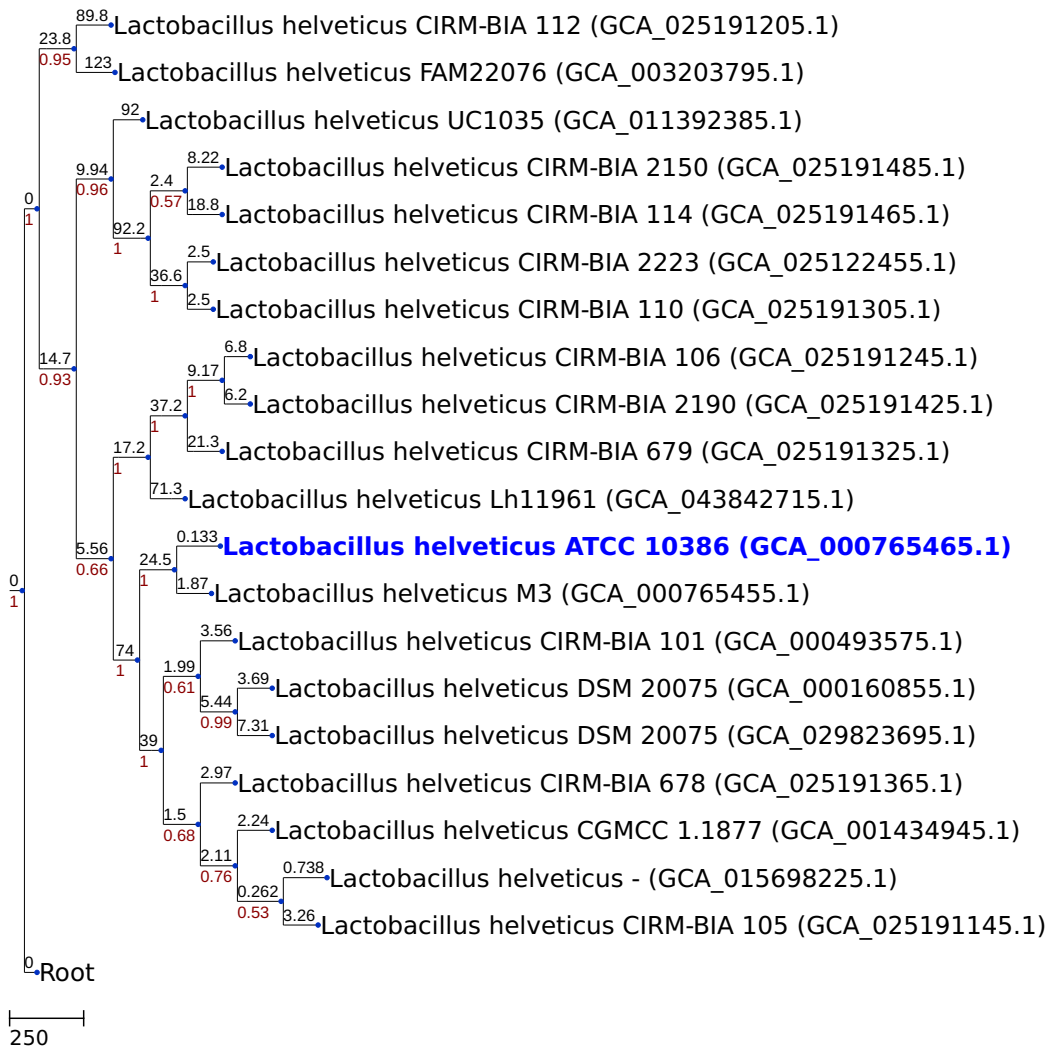 89.8
Lactobacillus helveticus CIRM-BIA 112 (GCA_025191205.1)
23.8
0.95
123
Lactobacillus helveticus FAM22076 (GCA_003203795.1)
92
Lactobacillus helveticus UC1035 (GCA_011392385.1)
8.22
Lactobacillus helveticus CIRM-BIA 2150 (GCA_025191485.1)
9.94
0.96
2.4
0.57
0
1
18.8
Lactobacillus helveticus CIRM-BIA 114 (GCA_025191465.1)
92.2
1
2.5
Lactobacillus helveticus CIRM-BIA 2223 (GCA_025122455.1)
36.6
1
2.5
Lactobacillus helveticus CIRM-BIA 110 (GCA_025191305.1)
6.8
Lactobacillus helveticus CIRM-BIA 106 (GCA_025191245.1)
14.7
0.93
9.17
1
6.2
Lactobacillus helveticus CIRM-BIA 2190 (GCA_025191425.1)
37.2
1
21.3
Lactobacillus helveticus CIRM-BIA 679 (GCA_025191325.1)
17.2
1
71.3
Lactobacillus helveticus Lh11961 (GCA_043842715.1)
0.133
Lactobacillus helveticus ATCC 10386 (GCA_000765465.1)
5.56
0.66
24.5
1
0
1
1.87
Lactobacillus helveticus M3 (GCA_000765455.1)
3.56
Lactobacillus helveticus CIRM-BIA 101 (GCA_000493575.1)
74
1
1.99
0.61
3.69
Lactobacillus helveticus DSM 20075 (GCA_000160855.1)
5.44
0.99
7.31
Lactobacillus helveticus DSM 20075 (GCA_029823695.1)
39
1
2.97
Lactobacillus helveticus CIRM-BIA 678 (GCA_025191365.1)
1.5
0.68
2.24
Lactobacillus helveticus CGMCC 1.1877 (GCA_001434945.1)
2.11
0.76
0.738
Lactobacillus helveticus - (GCA_015698225.1)
0.262
0.53
3.26
Lactobacillus helveticus CIRM-BIA 105 (GCA_025191145.1)
0
Root
250